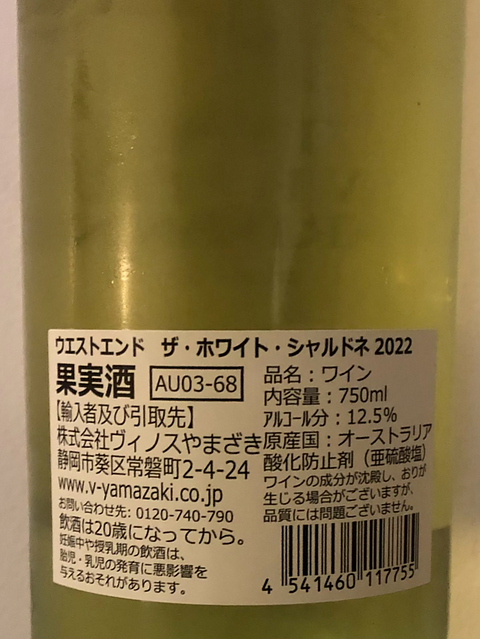 ウエストエンド ザ・ホワイト・シャルドネ 2022
果実酒 AU03-68
【輸入者及び引取先】
株式会社ヴィノスやまざき
静岡市葵区常磐町2-4-24
www.v-yamazaki.co.jp
お問い合わせ先:0120-740-790
飲酒は20歳になってから。
妊娠中や授乳期の飲酒は、
胎児・乳児の発育に悪影響を
与えるおそれがあります。
品名:ワイン
内容量:750ml
アルコール分:12.5%
原産国:オーストラリア
酸化防止剤(亜硫酸塩)
ワインの成分が沈殿し、おりが
生じる場合がございますが、
品質には問題ございません。
4 541460 117755